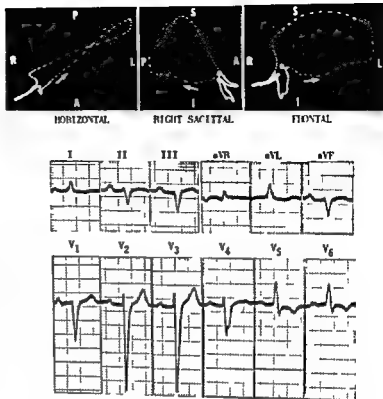 P S S
R L P A R L
A I I
HORIZONTAL RIGHT SAGITTAL FRONTAL
I II III aVR aVL aVF
V1 V2 V3 V4 V5 V6